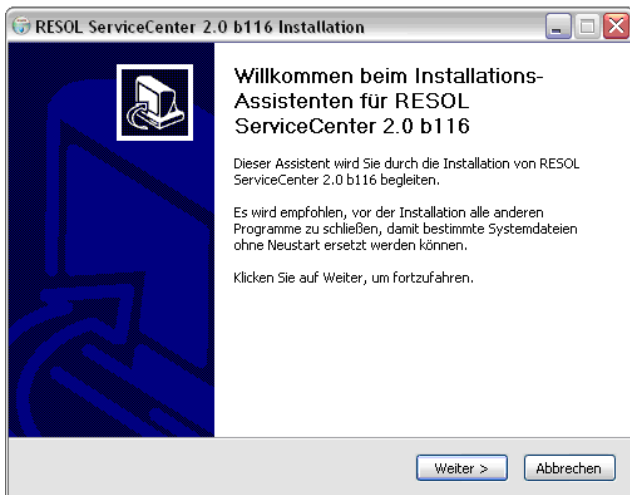 RESOL ServiceCenter 2.0 b116 Installation
Willkommen beim Installations-
Assistenten für RESOL
ServiceCenter 2.0 b116
Dieser Assistent wird Sie durch die Installation von RESOL
ServiceCenter 2.0 b116 begleiten.
Es wird empfohlen, vor der Installation alle anderen
Programme zu schließen, damit bestimmte Systemdateien
ohne Neustart ersetzt werden können.
Klicken Sie auf Weiter, um fortzufahren.
Weiter >
Abbrechen